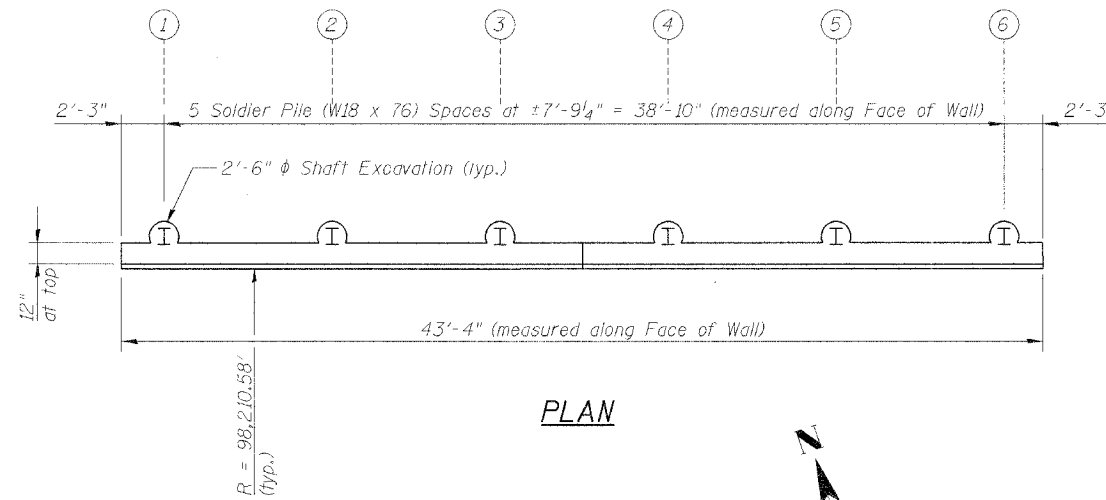 1 2 3 4 5 6
2'-3" 5 Soldier Pile (W18 x 76) Spaces at ±7'-9¼" = 38'-10" (measured along Face of Wall) 2'-3
2'-6" ϕ Shaft Excavation (typ.)
12"
at top
43'-4" (measured along Face of Wall)
R = 98,210.58'
(typ.)
PLAN
N